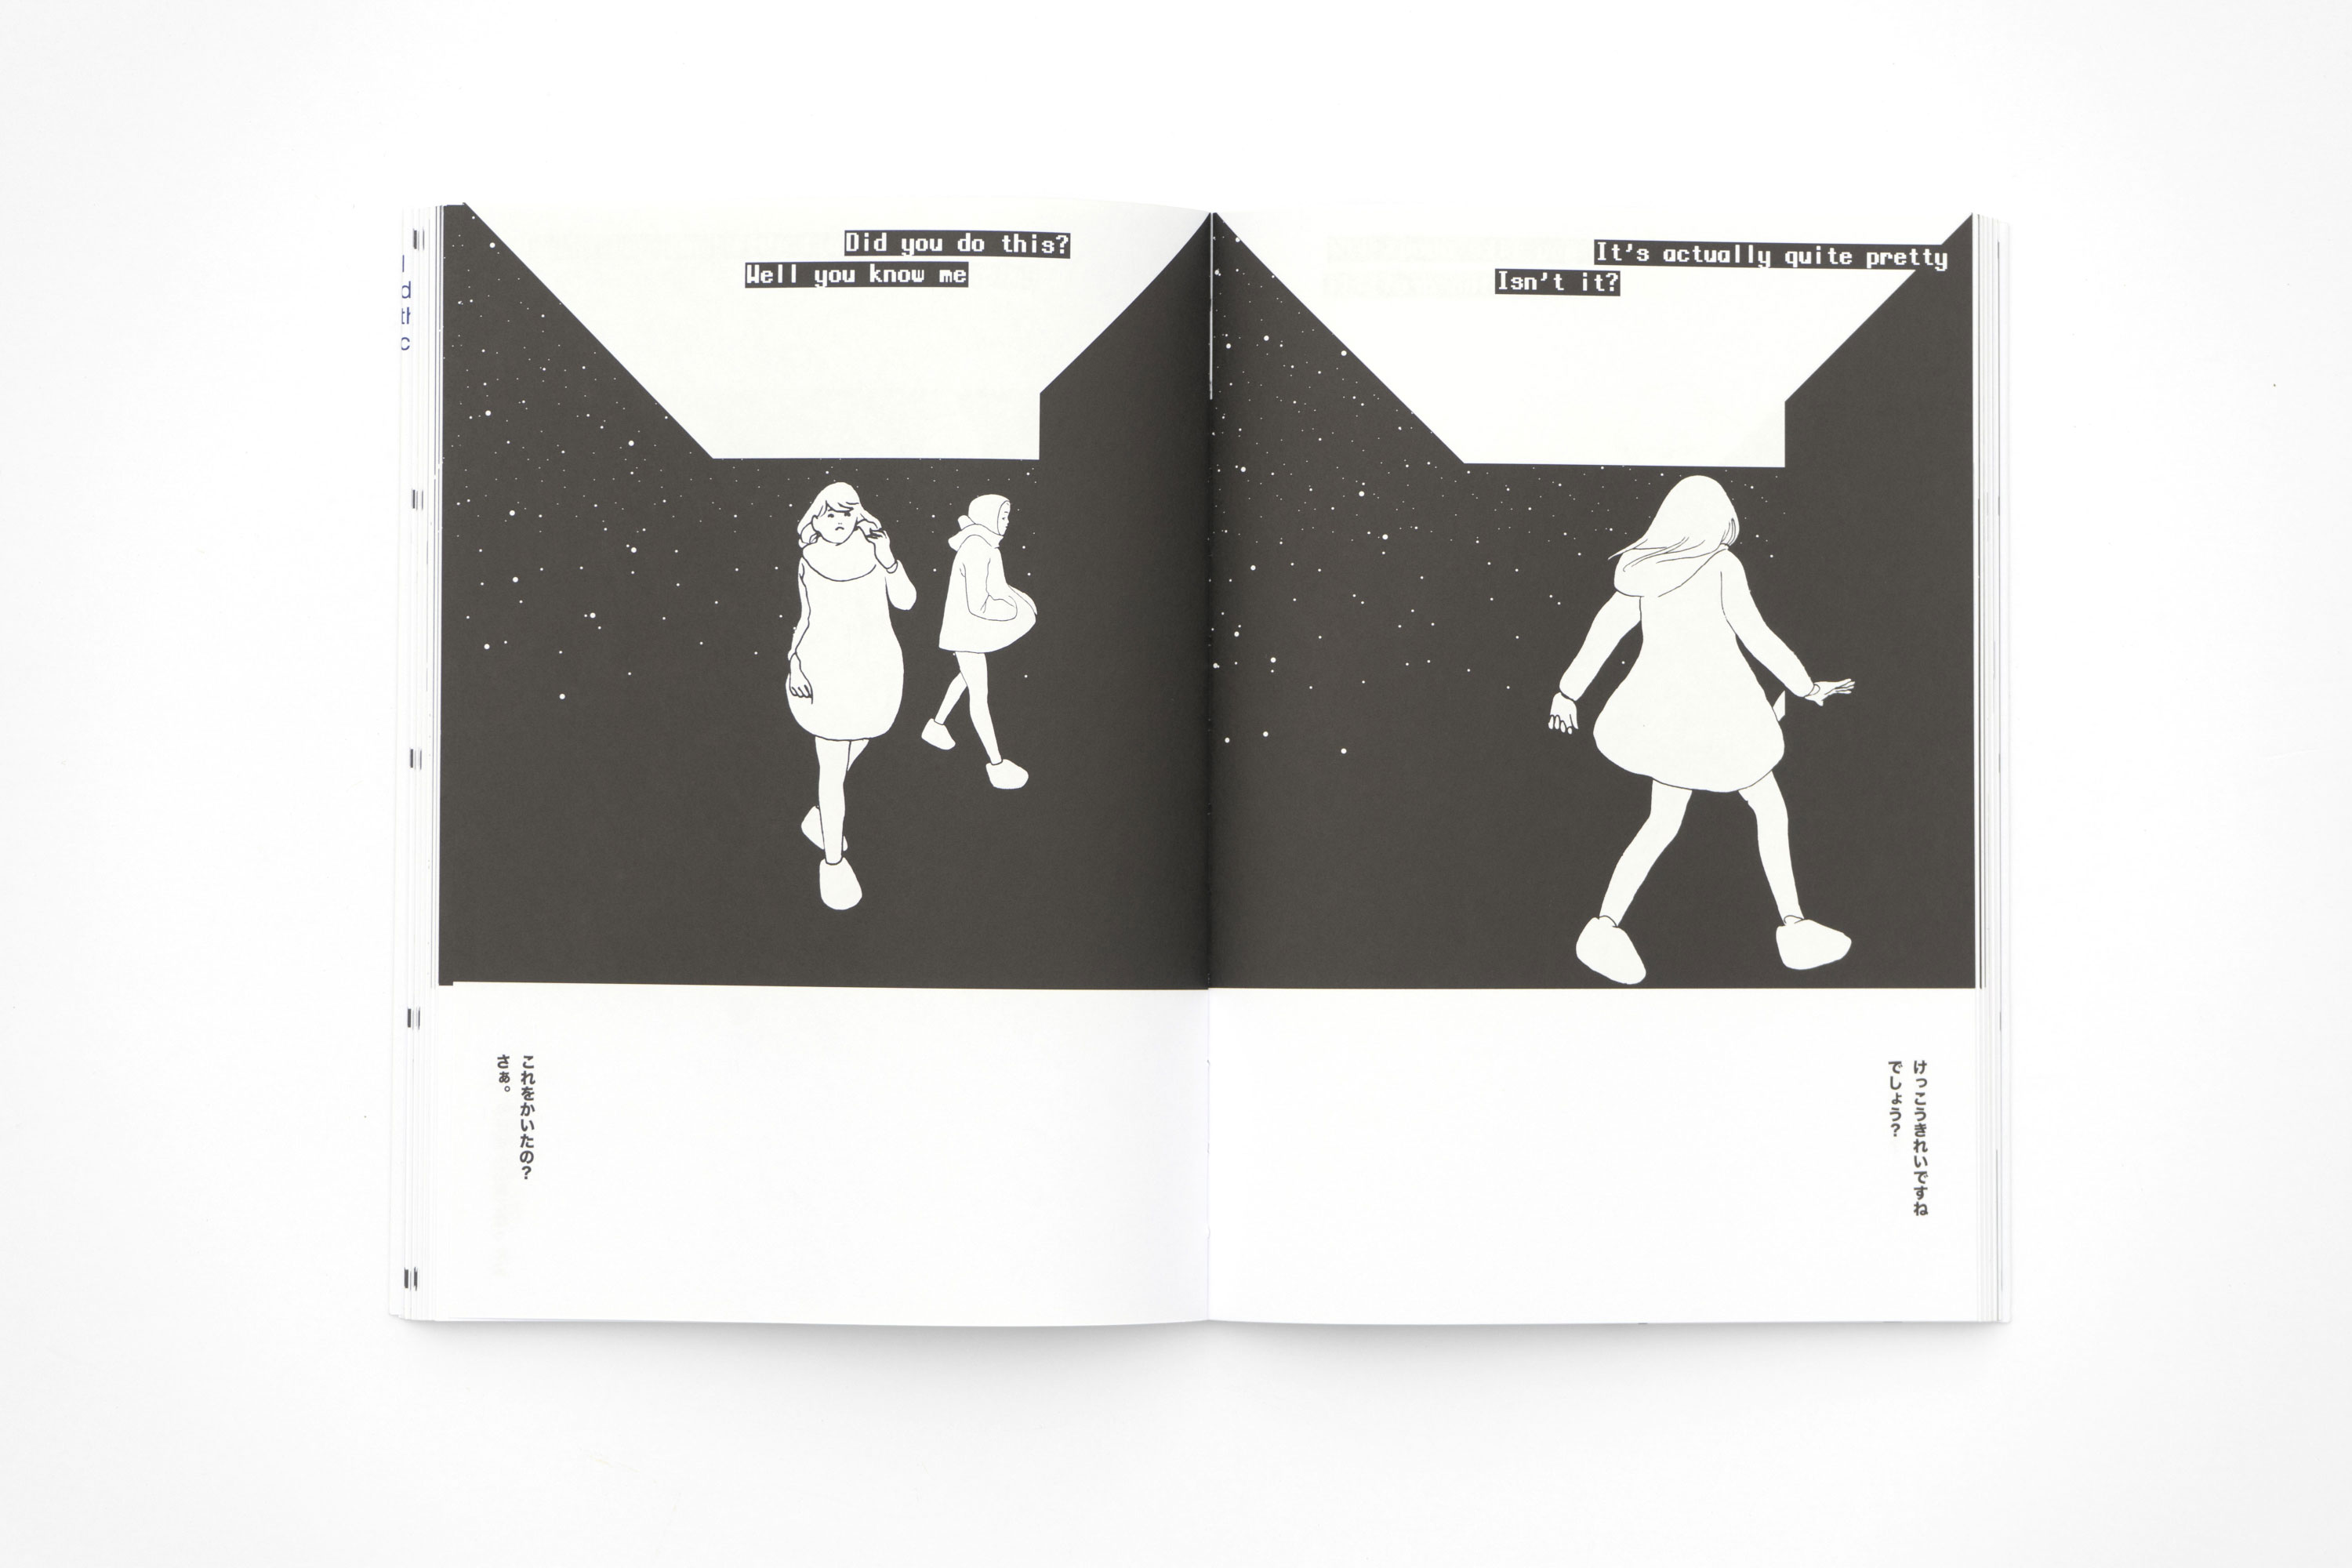 Did you do this?
Well you know me
これをかいたの？
さぁ。
It's actually quite pretty
Isn't it?
けっこうきれいですね
でしょう？